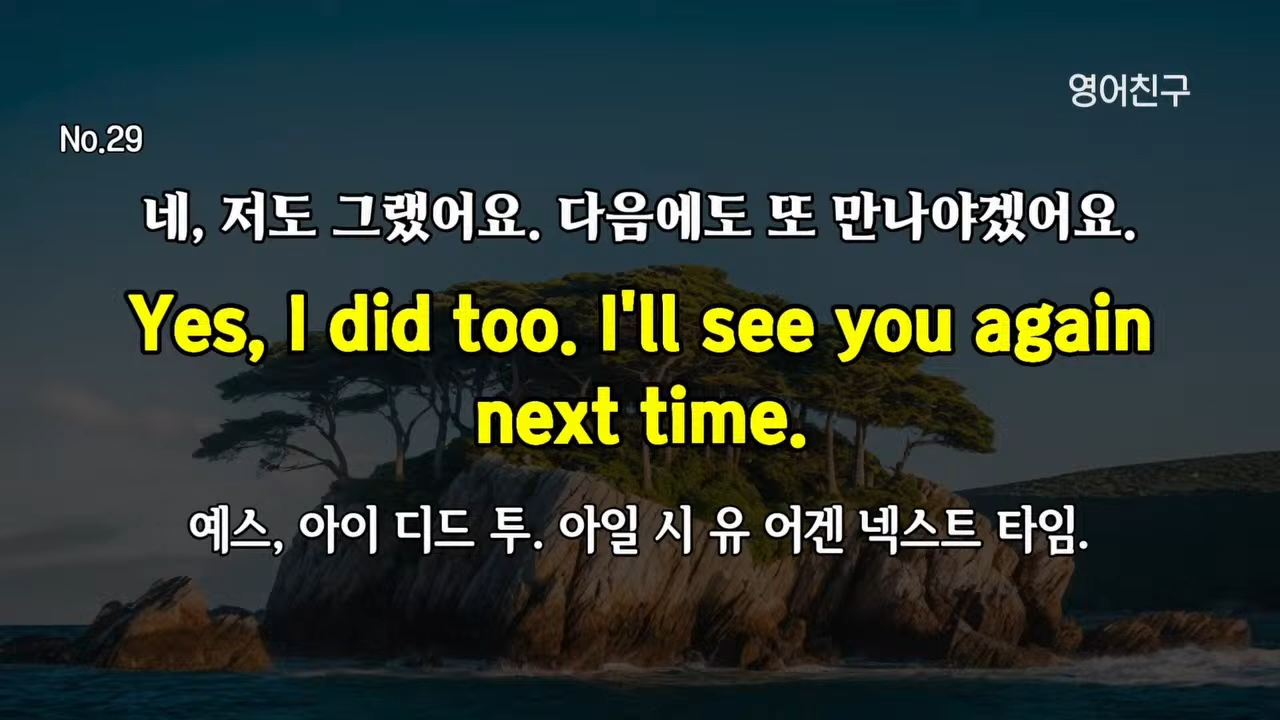 영어친구
No.29
네, 저도 그랬어요. 다음에도 또 만나야겠어요.
Yes, I did too. I'll see you again
next time.
예스, 아이 디드 투. 아일 시 유 어겐 넥스트 타임.